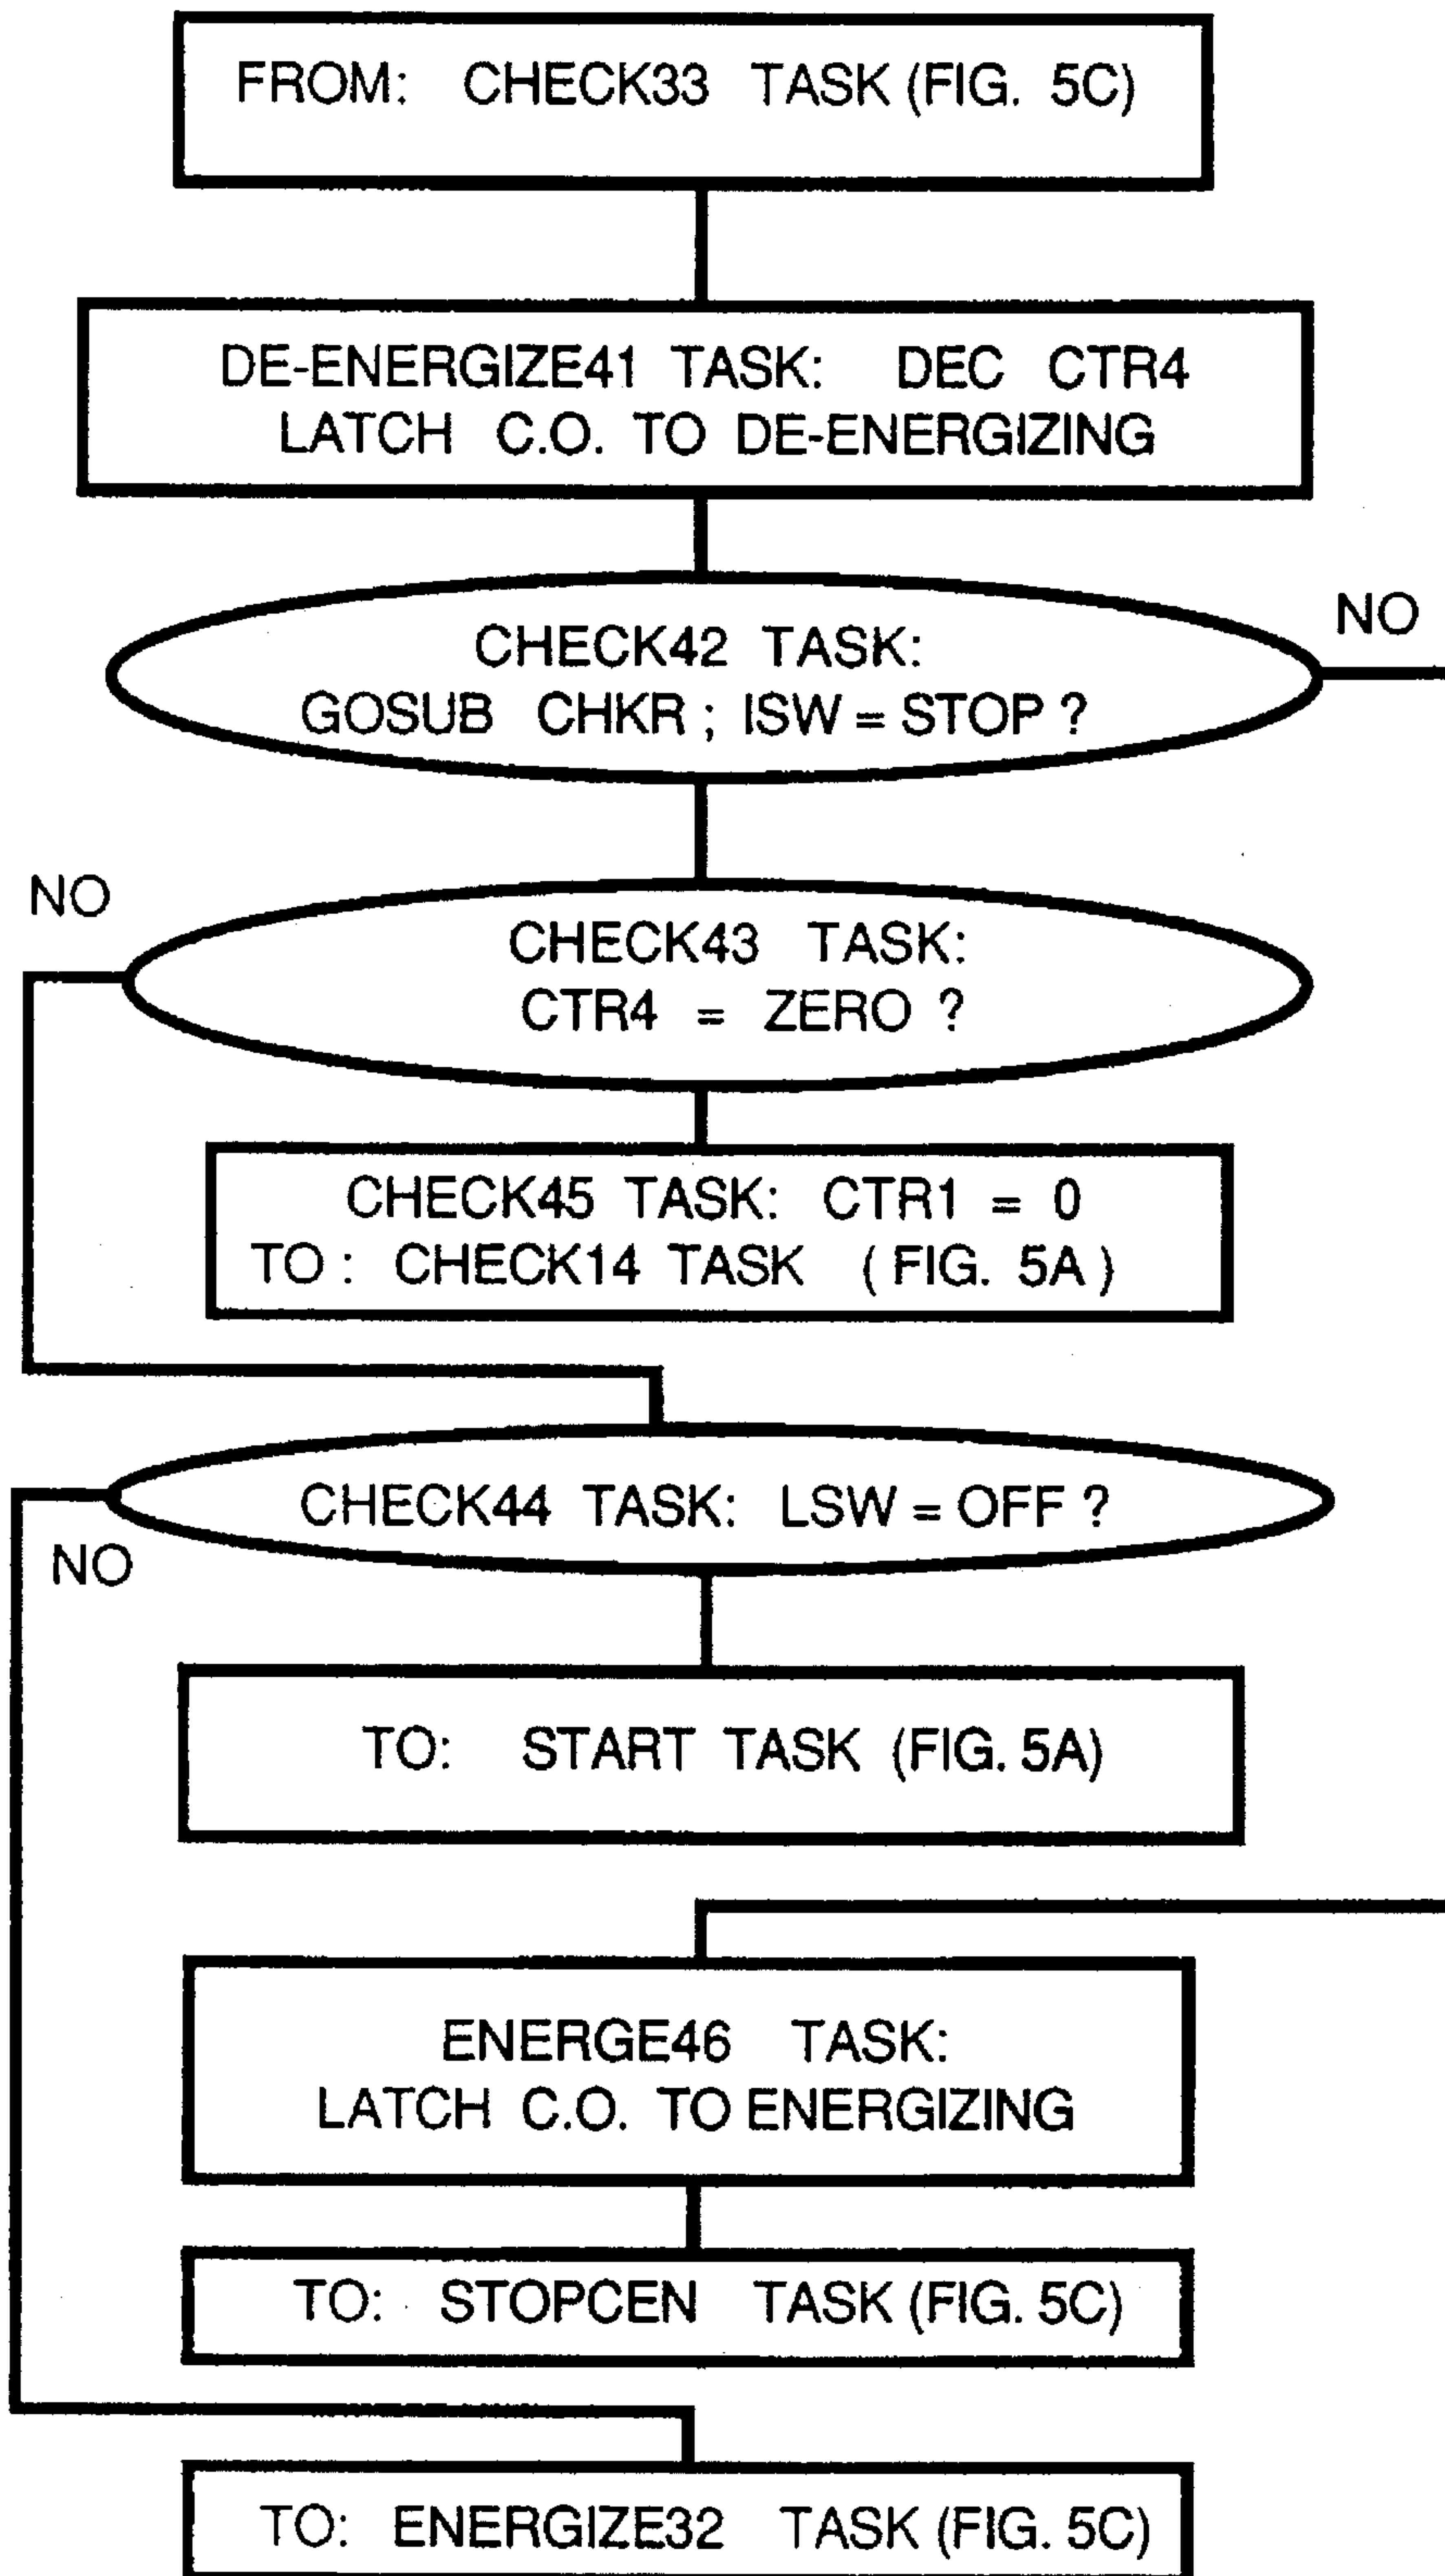 FROM: CHECK33 TASK (FIG. 5C)
DE-ENERGIZE41 TASK: DEC CTR4
LATCH C.O. TO DE-ENERGIZING
NO
CHECK42 TASK:
GOSUB CHKR ; ISW = STOP ?
NO
CHECK43 TASK:
CTR4 = ZERO ?
CHECK45 TASK: CTR1 = 0
TO : CHECK14 TASK ( FIG. 5A )
CHECK44 TASK: LSW = OFF ?
NO
TO: START TASK (FIG. 5A)
ENERGE46 TASK:
LATCH C.O. TO ENERGIZING
TO: STOPCEN TASK (FIG. 5C)
TO: ENERGIZE32 TASK (FIG. 5C)